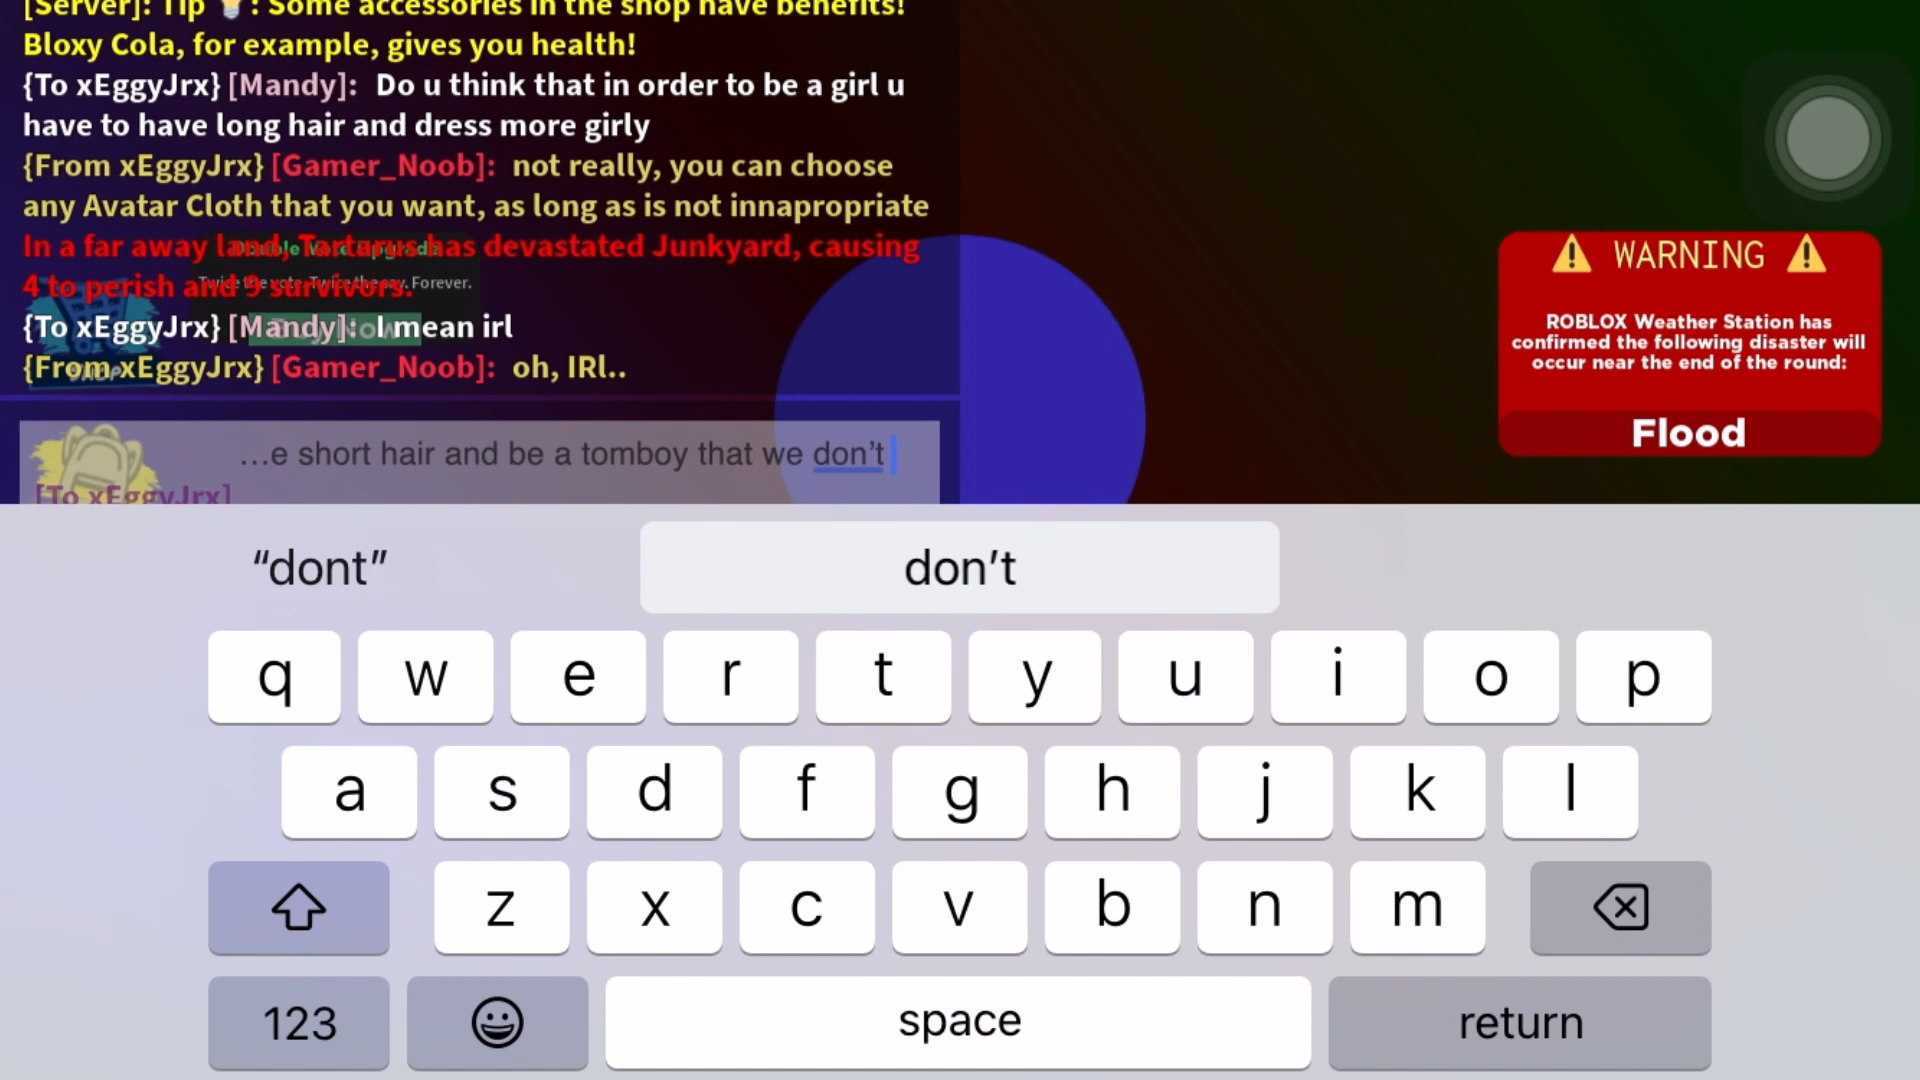 [Server]: Tip 💡: Some accessories in the shop have benefits!
Bloxy Cola, for example, gives you health!
{To xEggyJrx} [Mandy]: Do u think that in order to be a girl u
have to have long hair and dress more girly
{From xEggyJrx} [Gamer_Noob]: not really, you can choose
any Avatar Cloth that you want, as long as is not innapropriate
In a far away land, Tartarus has devastated Junkyard, causing
4 to perish and 9 survivors.
Forever.
{To xEggyJrx} [Mandy]: I mean irl
{From xEggyJrx} [Gamer_Noob]: oh, IRl..
SHOP
…e short hair and be a tomboy that we don’t
[To xEggyJrx]
⚠️ WARNING ⚠️
ROBLOX Weather Station has
confirmed the following disaster will
occur near the end of the round:
Flood
“dont” don’t
q w e r t y u i o p
a s d f g h j k l
z x c v b n m
123 space return